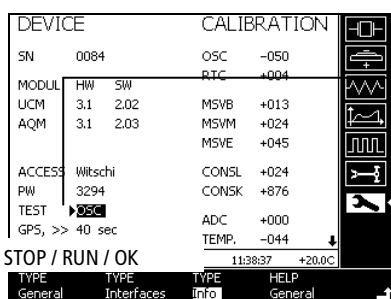 DEVICE CALIBRATION
SN 0084 OSC -050
RTC +004
MODUL HW SW
UCM 3.1 2.02 MSVB +013
AQM 3.1 2.03 MSVM +024
MSVE +045
ACCESS Witschi CONSL +024
PW 3294 CONSK +876
TEST OSC
ADC +000
GPS, >> 40 sec
TEMP. -044
STOP / RUN / OK
11:38:37 +20.0C
TYPE TYPE TYPE HELP
General Interfaces Info General